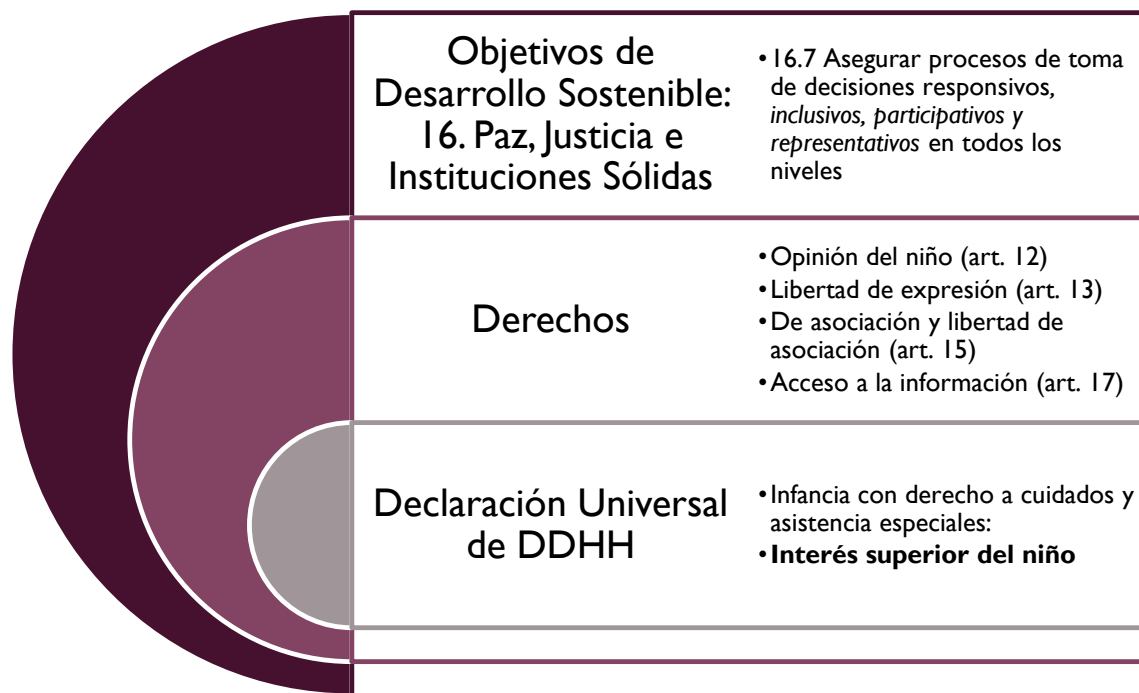 Objetivos de
Desarrollo Sostenible:
16. Paz, Justicia e
Instituciones Sólidas
•16.7 Asegurar procesos de toma
de decisiones responsivos,
inclusivos, participativos y
representativos en todos los
niveles
Derechos
•Opinión del niño (art. 12)
•Libertad de expresión (art. 13)
•De asociación y libertad de
asociación (art. 15)
•Acceso a la información (art. 17)
Declaración Universal
de DDHH
•Infancia con derecho a cuidados y
asistencia especiales:
•Interés superior del niño